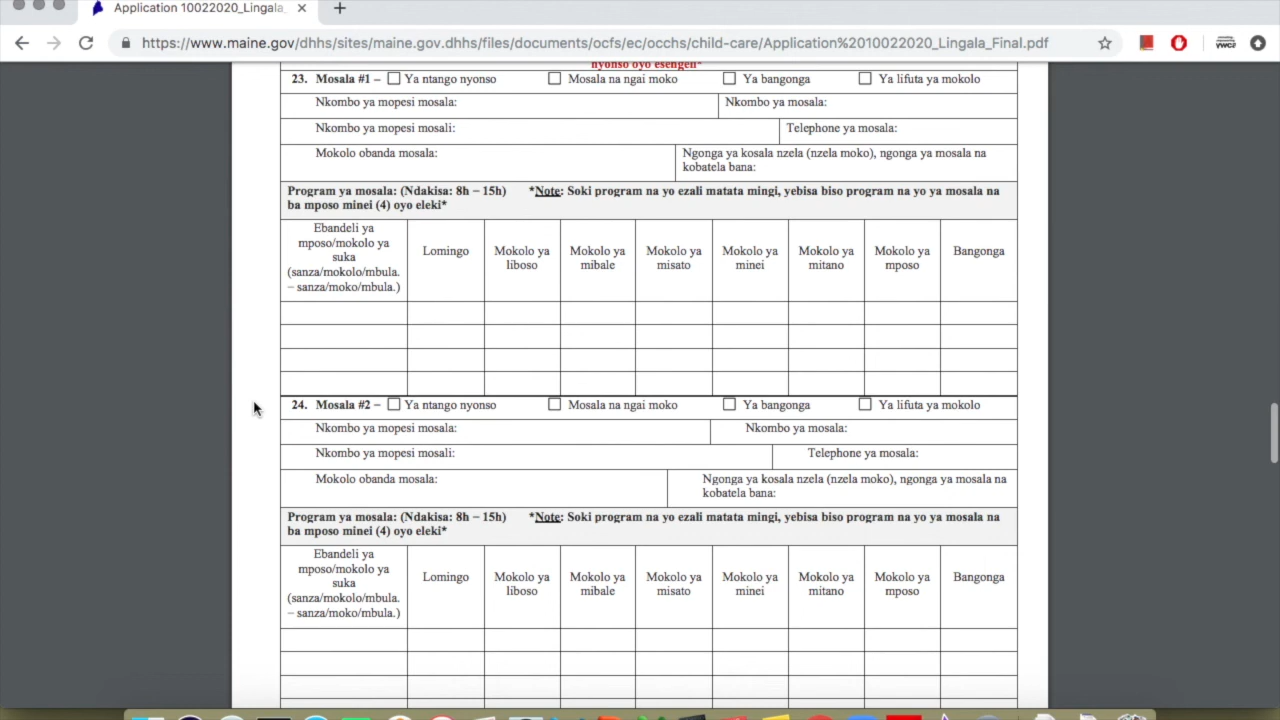 Application 10022020_Lingala_
https://www.maine.gov/dhhs/sites/maine.gov.dhhs/files/documents/ocfs/ec/occhs/child-care/Application%2010022020_Lingala_Final.pdf
nyonso oyo esengeli*
23. Mosala #1 – Ya ntango nyonso Mosala na ngai moko Ya bangonga Ya lifuta ya mokolo
Nkombo ya mopesi mosala: Nkombo ya mosala:
Nkombo ya mopesi mosali: Telephone ya mosala:
Mokolo obanda mosala: Ngonga ya kosala nzela (nzela moko), ngonga ya mosala na
kobatela bana:
Program ya mosala: (Ndakisa: 8h – 15h) *Note: Soki program na yo ezali matata mingi, yebisa biso program na yo ya mosala na
ba mposo minei (4) oyo eleki*
Ebandeli ya
mposo/mokolo ya
suka
(sanza/mokolo/mbula.
– sanza/moko/mbula.)
Lomingo
Mokolo ya
liboso
Mokolo ya
mibale
Mokolo ya
misato
Mokolo ya
minei
Mokolo ya
mitano
Mokolo ya
mposo
Bangonga
24. Mosala #2 – Ya ntango nyonso Mosala na ngai moko Ya bangonga Ya lifuta ya mokolo
Nkombo ya mopesi mosala: Nkombo ya mosala:
Nkombo ya mopesi mosali: Telephone ya mosala:
Mokolo obanda mosala: Ngonga ya kosala nzela (nzela moko), ngonga ya mosala na
kobatela bana:
Program ya mosala: (Ndakisa: 8h – 15h) *Note: Soki program na yo ezali matata mingi, yebisa biso program na yo ya mosala na
ba mposo minei (4) oyo eleki*
Ebandeli ya
mposo/mokolo ya
suka
(sanza/mokolo/mbula.
– sanza/moko/mbula.)
Lomingo
Mokolo ya
liboso
Mokolo ya
mibale
Mokolo ya
misato
Mokolo ya
minei
Mokolo ya
mitano
Mokolo ya
mposo
Bangonga